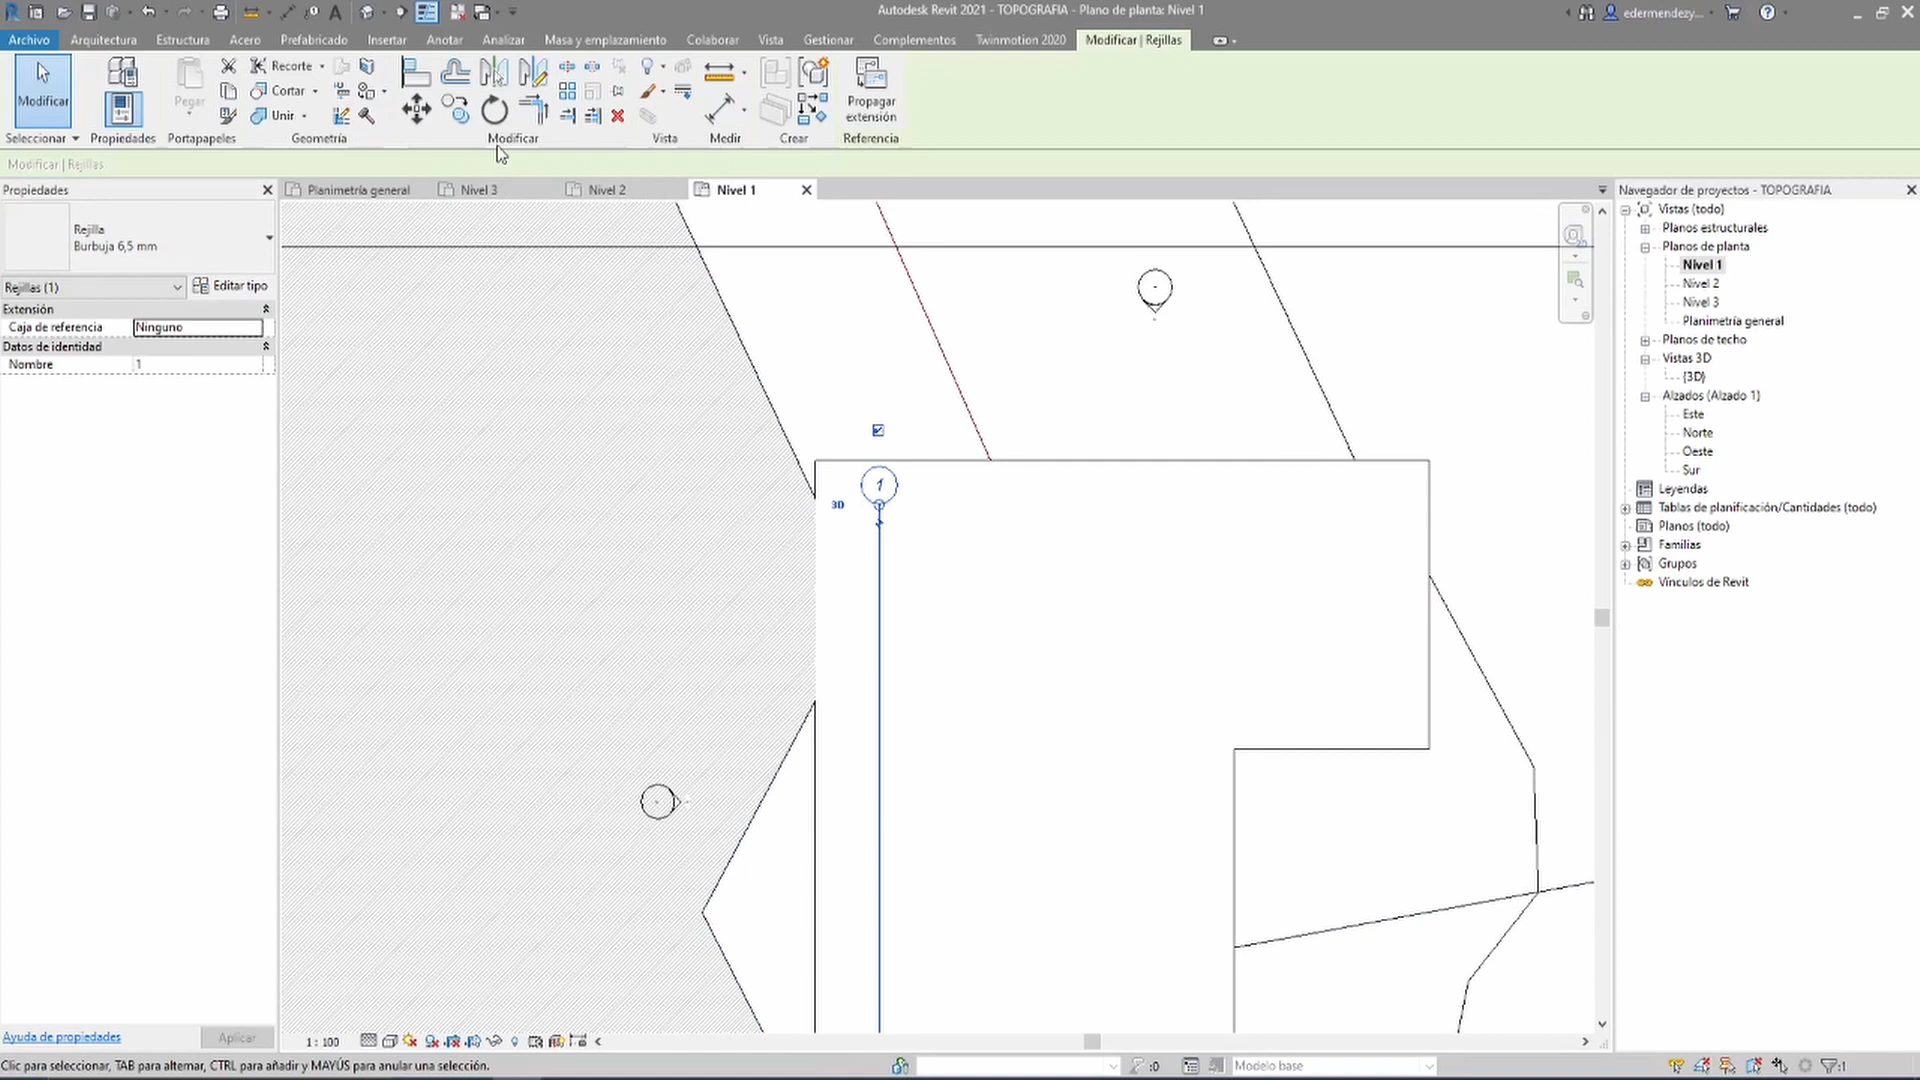 Autodesk Revit 2021 - TOPOGRAFIA - Plano de planta: Nivel 1
edermendezy...
Archivo Arquitectura Estructura Acero Prefabricado Insertar Anotar Analizar Masa y emplazamiento Colaborar Vista Gestionar Complementos Twinmotion 2020 Modificar | Rejillas
Modificar
Pegar
Recorte
Cortar
Unir
Propagar
extensión
Seleccionar Propiedades Portapapeles Geometría Modificar Vista Medir Crear Referencia
Modificar | Rejillas
Propiedades
Planimetría general Nivel 3 Nivel 2 Nivel 1
Navegador de proyectos - TOPOGRAFIA
Rejilla
Burbuja 6,5 mm
Rejillas (1)
Editar tipo
Extensión
Caja de referencia Ninguno
Datos de identidad
Nombre 1
1
3D
Vistas (todo)
Planos estructurales
Planos de planta
Nivel 1
Nivel 2
Nivel 3
Planimetría general
Planos de techo
Vistas 3D
{3D}
Alzados (Alzado 1)
Este
Norte
Oeste
Sur
Leyendas
Tablas de planificación/Cantidades (todo)
Planos (todo)
Familias
Grupos
Vínculos de Revit
Ayuda de propiedades
Aplicar
1 : 100
Clic para seleccionar, TAB para alternar, CTRL para añadir y MAYÚS para anular una selección.
:0
Modelo base
:1